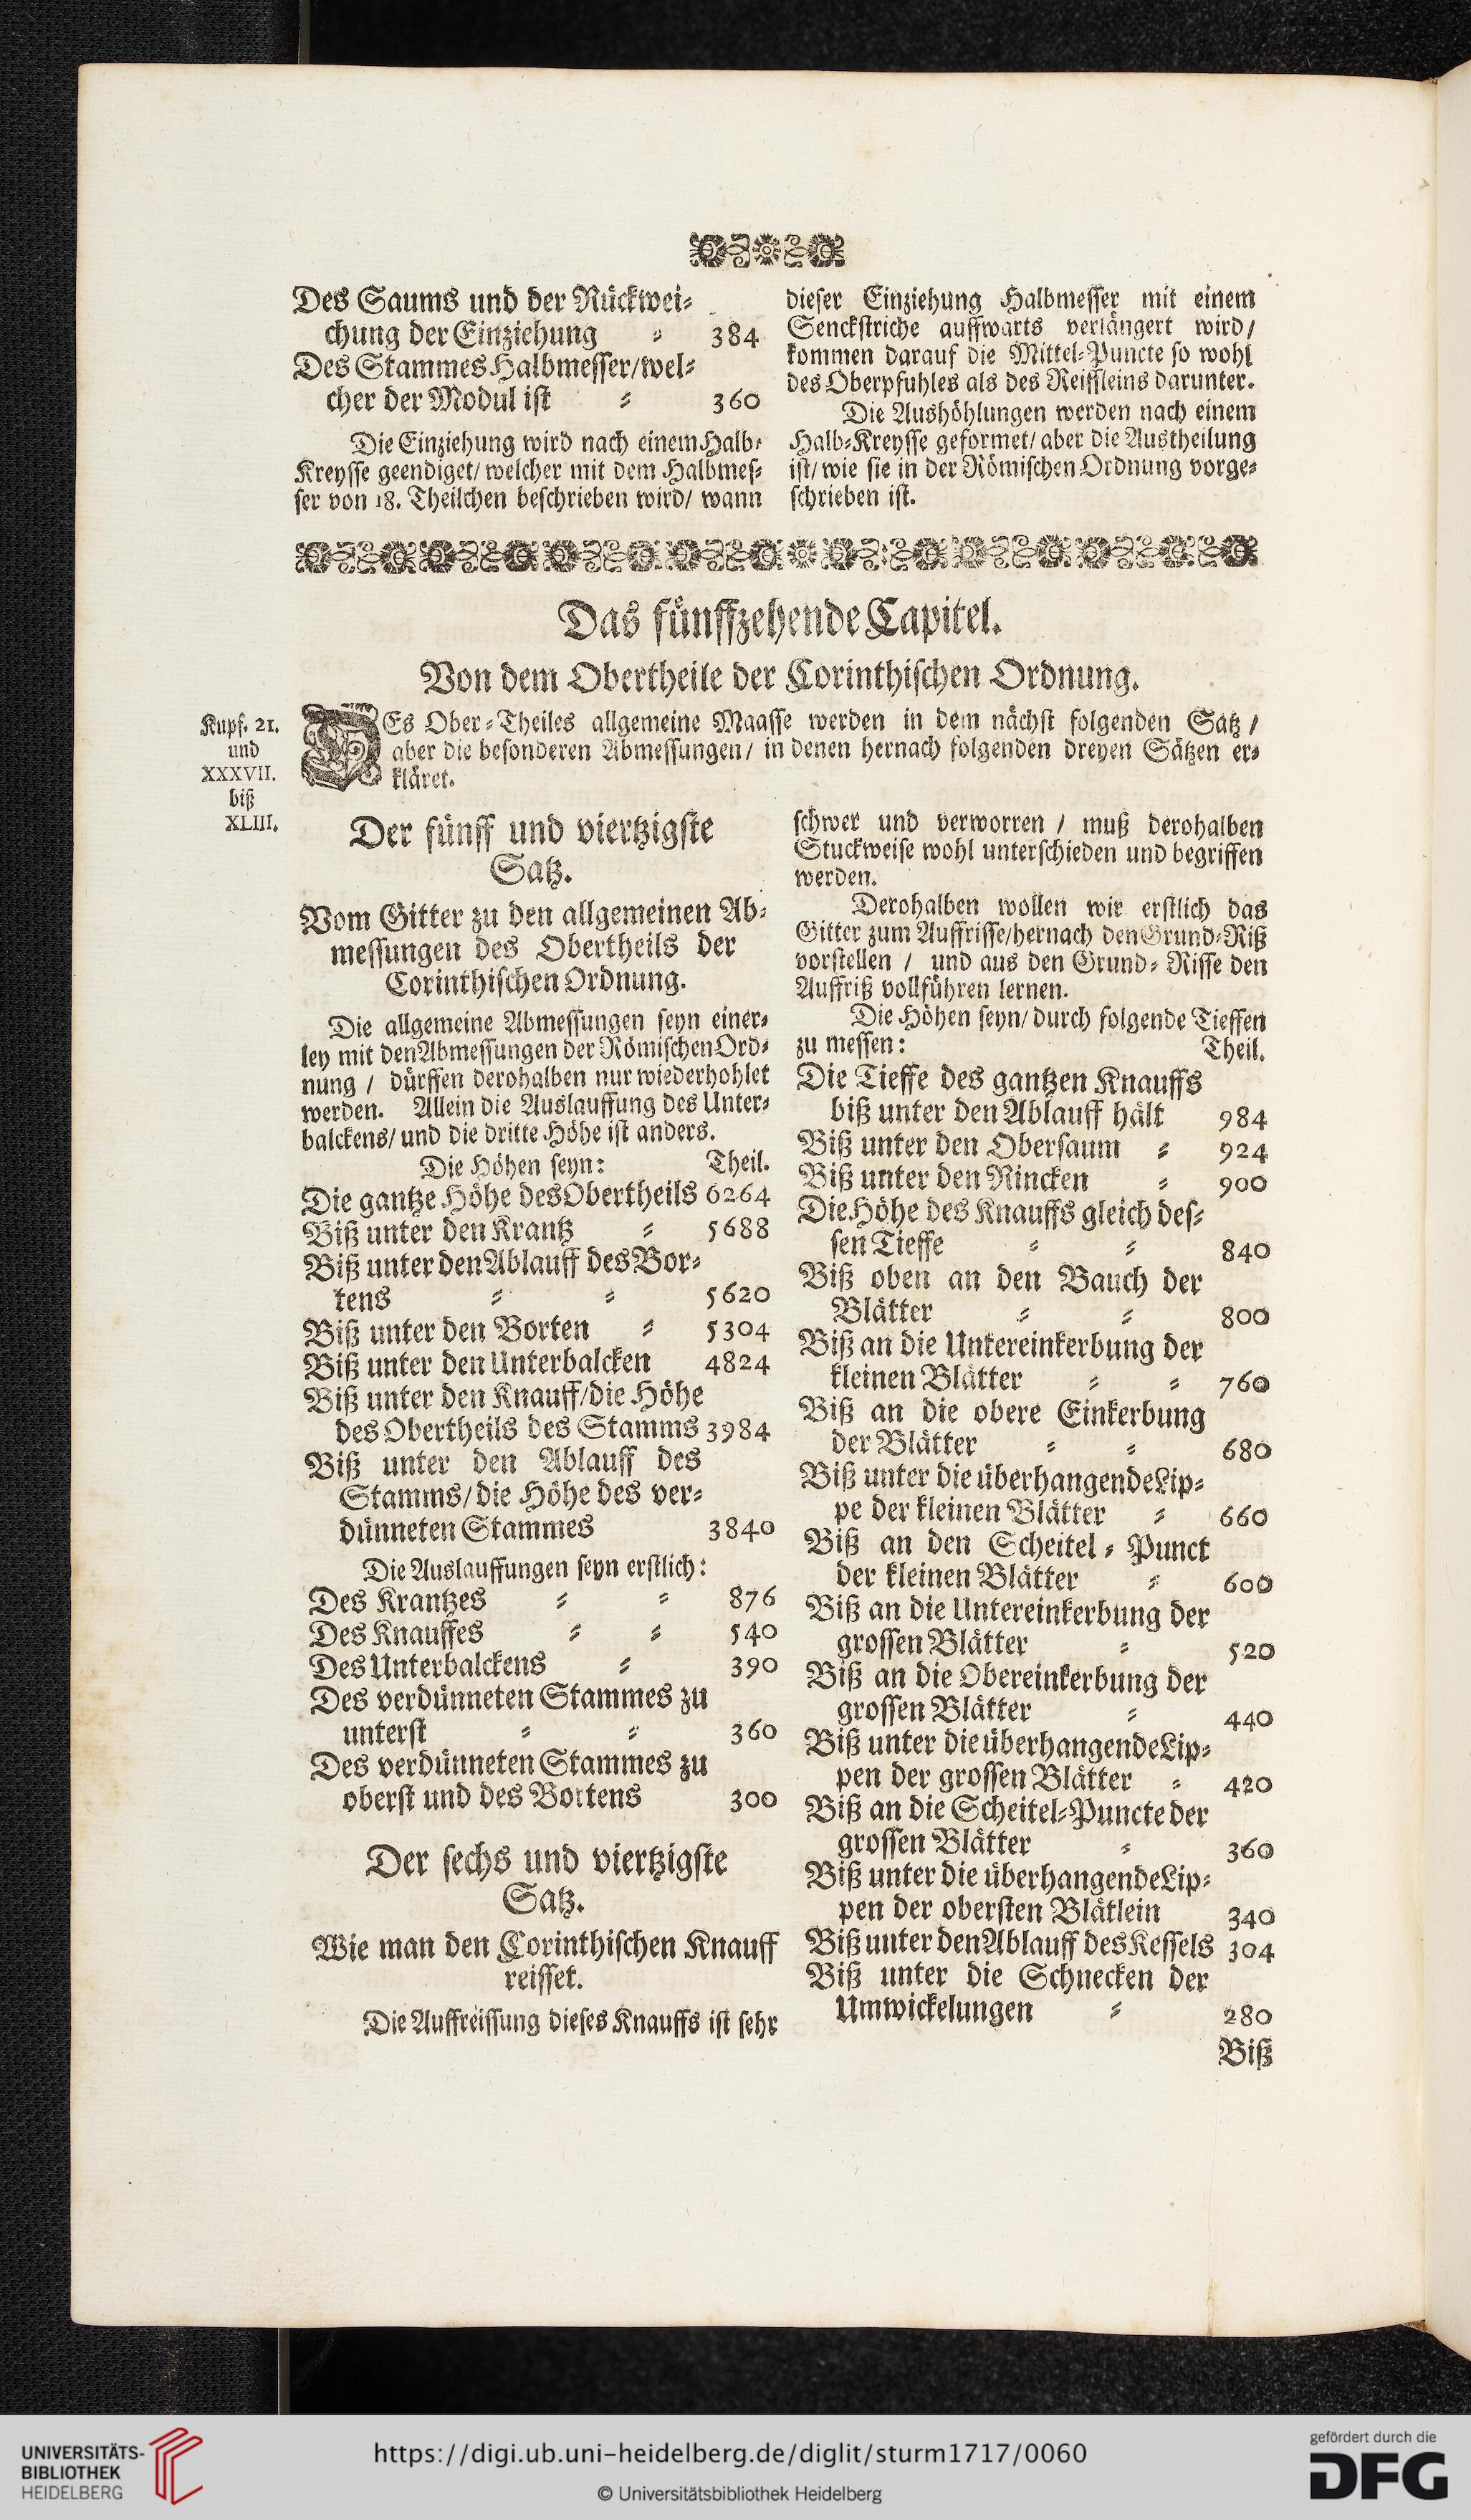 Des Saums und der Rückwei⸗
chung der Einziehung ⸗ 384
Des Stammes Halbmesser/wel⸗
cher der Modul ist ⸗ 360
Die Einziehung wird nach einem Halb⸗
Kreysse geendiget/ welcher mit dem Halbmes⸗
ser von 18. Theilchen beschrieben wird/ wann
dieser Einziehung Halbmesser mit einem
Senckstriche auffwarts verlängert wird/
kommen darauf die Mittel⸗Puncte so wohl
des Oberpfuhles als des Reiffleins darunter.
Die Aushöhlungen werden nach einem
Halb⸗Kreysse geformet/ aber die Austheilung
ist/ wie sie in der Römischen Ordnung vorge⸗
schrieben ist.
Das fünffzehende Capitel.
Von dem Obertheile der Corinthischen Ordnung.
Kupf. 21.
und
XXXVII.
biß
XLIII.
DEs Ober⸗Theiles allgemeine Maasse werden in dem nächst folgenden Satz /
aber die besonderen Abmessungen/ in denen hernach folgenden dreyen Sätzen er⸗
kläret.
Der fünff und viertzigste
Satz.
Vom Gitter zu den allgemeinen Ab⸗
messungen des Obertheils der
Corinthischen Ordnung.
Die allgemeine Abmessungen seyn einer⸗
ley mit den Abmessungen der Römischen Ord⸗
nung / dürffen derohalben nur wiederhohlet
werden. Allein die Auslauffung des Unter⸗
balckens/ und die dritte Höhe ist anders.
Die Höhen seyn: Theil.
Die gantze Höhe des Obertheils 6264
Biß unter den Krantz ⸗ 5688
Biß unter den Ablauff des Bor⸗
tens ⸗ ⸗ 5620
Biß unter den Borten ⸗ 5304
Biß unter den Unterbalcken 4824
Biß unter den Knauff/die Höhe
des Obertheils des Stamms 3984
Biß unter den Ablauff des
Stamms/die Höhe des ver⸗
dünneten Stammes 3840
Die Auslauffungen seyn erstlich:
Des Krantzes ⸗ ⸗ 876
Des Knauffes ⸗ ⸗ 540
Des Unterbalckens ⸗ 390
Des verdünneten Stammes zu
unterst ⸗ ⸗ 360
Des verdünneten Stammes zu
oberst und des Bortens 300
Der sechs und viertzigste
Satz.
Wie man den Corinthischen Knauff
reisset.
Die Auffreissung dieses Knauffs ist sehr
schwer und verworren / muß derohalben
Stuckweise wohl unterschieden und begriffen
werden.
Derohalben wollen wir erstlich das
Gitter zum Auffrisse/hernach den Grund⸗Riß
vorstellen / und aus den Grund⸗Risse den
Auffriß vollführen lernen.
Die Höhen seyn/ durch folgende Tieffen
zu messen: Theil.
Die Tieffe des gantzen Knauffs
biß unter den Ablauff hält 984
Biß unter den Obersaum ⸗ 924
Biß unter den Rincken ⸗ 900
Die Höhe des Knauffs gleich des⸗
sen Tieffe ⸗ ⸗ 840
Biß oben an den Bauch der
Blätter ⸗ ⸗ 800
Biß an die Untereinkerbung der
kleinen Blätter ⸗ ⸗ 760
Biß an die obere Einkerbung
der Blätter ⸗ ⸗ 680
Biß unter die überhangende Lip⸗
pe der kleinen Blätter ⸗ 660
Biß an den Scheitel⸗Punct
der kleinen Blätter ⸗ 600
Biß an die Untereinkerbung der
grossen Blätter ⸗ 520
Biß an die Obereinkerbung der
grossen Blätter ⸗ 440
Biß unter die überhangende Lip⸗
pen der grossen Blätter ⸗ 420
Biß an die Scheitel⸗Puncte der
grossen Blätter ⸗ 360
Biß unter die überhangende Lip⸗
pen der obersten Blätlein 340
Biß unter den Ablauff des Kessels 304
Biß unter die Schnecken der
Umwickelungen ⸗ 280
Biß
UNIVERSITÄTS-
BIBLIOTHEK
HEIDELBERG
https://digi.ub.uni-heidelberg.de/diglit/sturm1717/0060
© Universitätsbibliothek Heidelberg
gefördert durch die
DFG